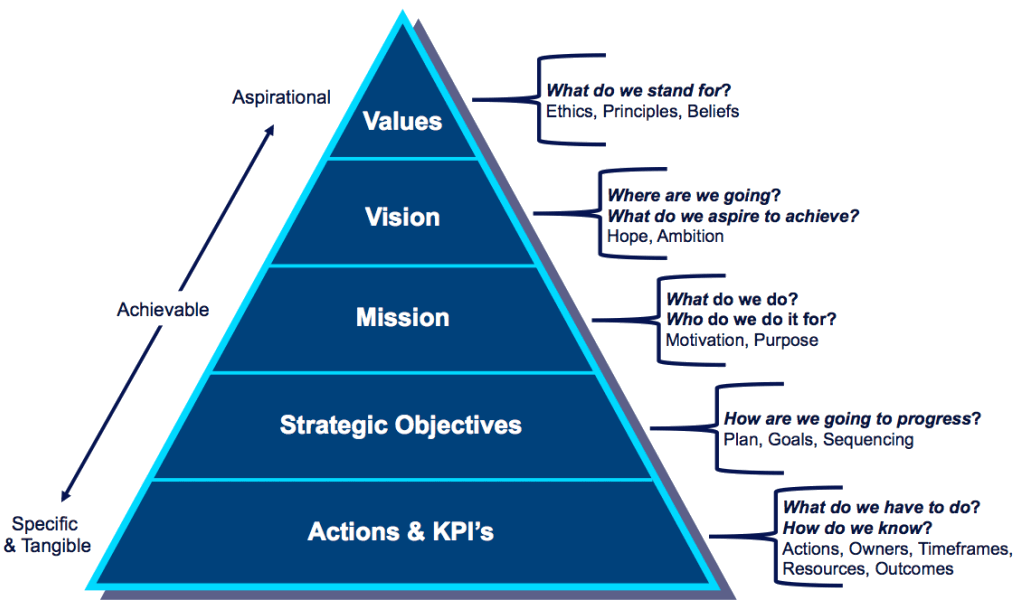 Aspirational
Achievable
Specific
& Tangible
Values
Vision
Mission
Strategic Objectives
Actions & KPI's
What do we stand for?
Ethics, Principles, Beliefs
Where are we going?
What do we aspire to achieve?
Hope, Ambition
What do we do?
Who do we do it for?
Motivation, Purpose
How are we going to progress?
Plan, Goals, Sequencing
What do we have to do?
How do we know?
Actions, Owners, Timeframes,
Resources, Outcomes